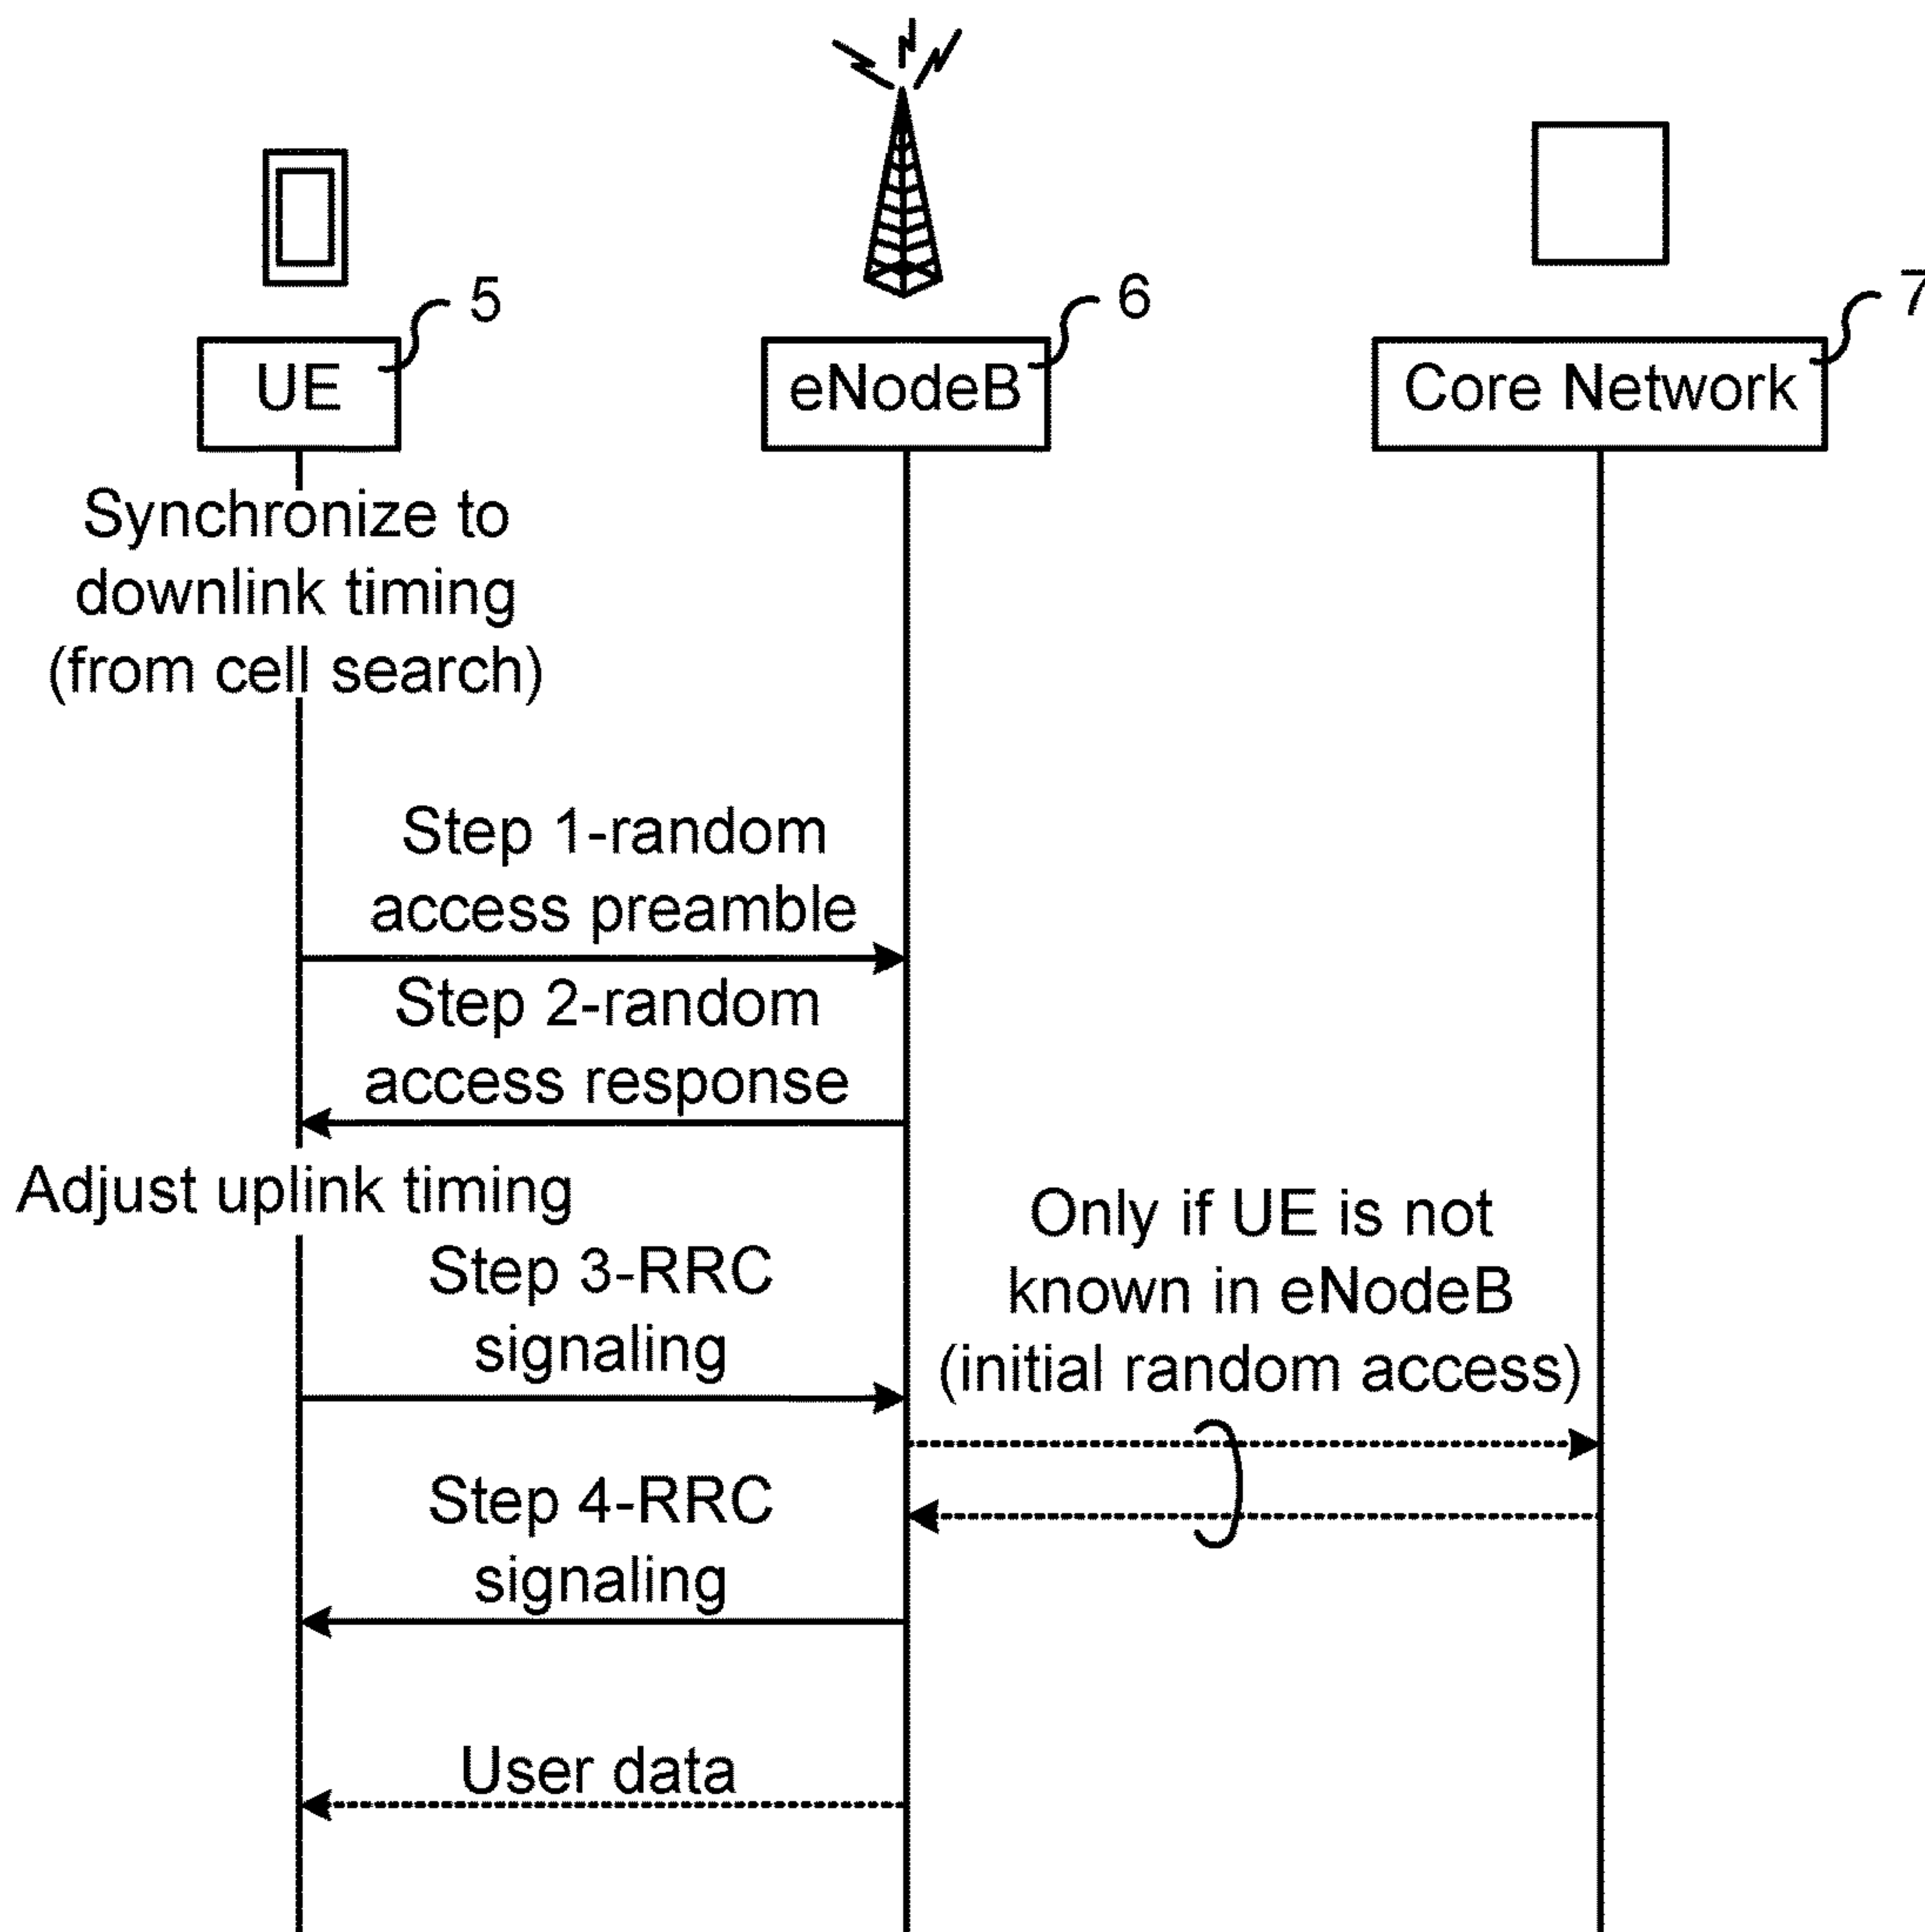 5
6
7
UE
eNodeB
Core Network
Synchronize to
downlink timing
(from cell search)
Step 1-random
access preamble
Step 2-random
access response
Adjust uplink timing
Step 3-RRC
signaling
Only if UE is not
known in eNodeB
(initial random access)
Step 4-RRC
signaling
User data